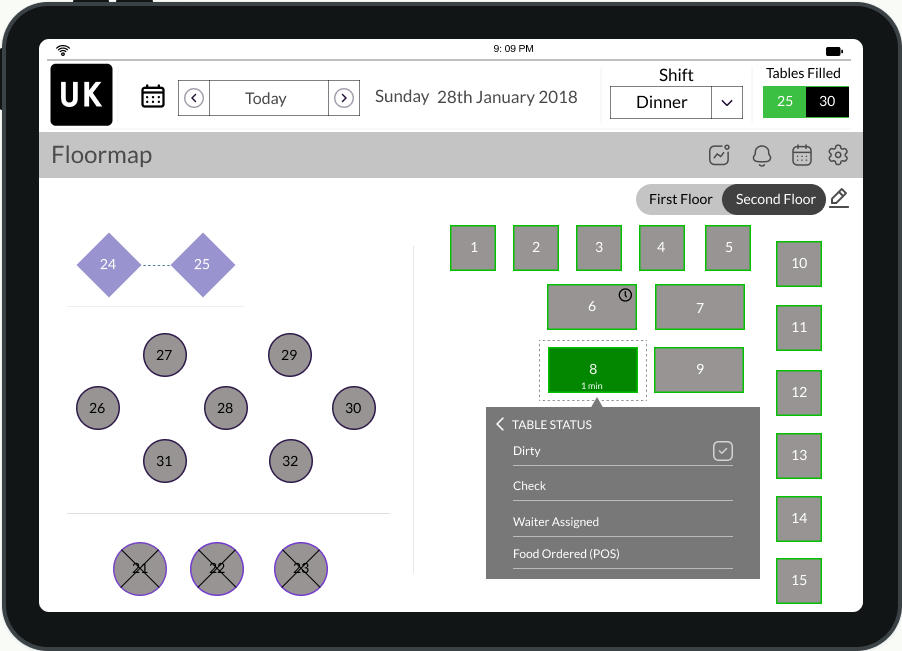 9: 09 PM
UK
Today
Sunday 28th January 2018
Shift
Dinner
Tables Filled
25 30
Floormap
First Floor
Second Floor
24 25
27 29
26 28 30
31 32
21 22 23
1 2 3 4 5
6 7
8
1 min
9
10
11
12
13
14
15
TABLE STATUS
Dirty
Check
Waiter Assigned
Food Ordered (POS)